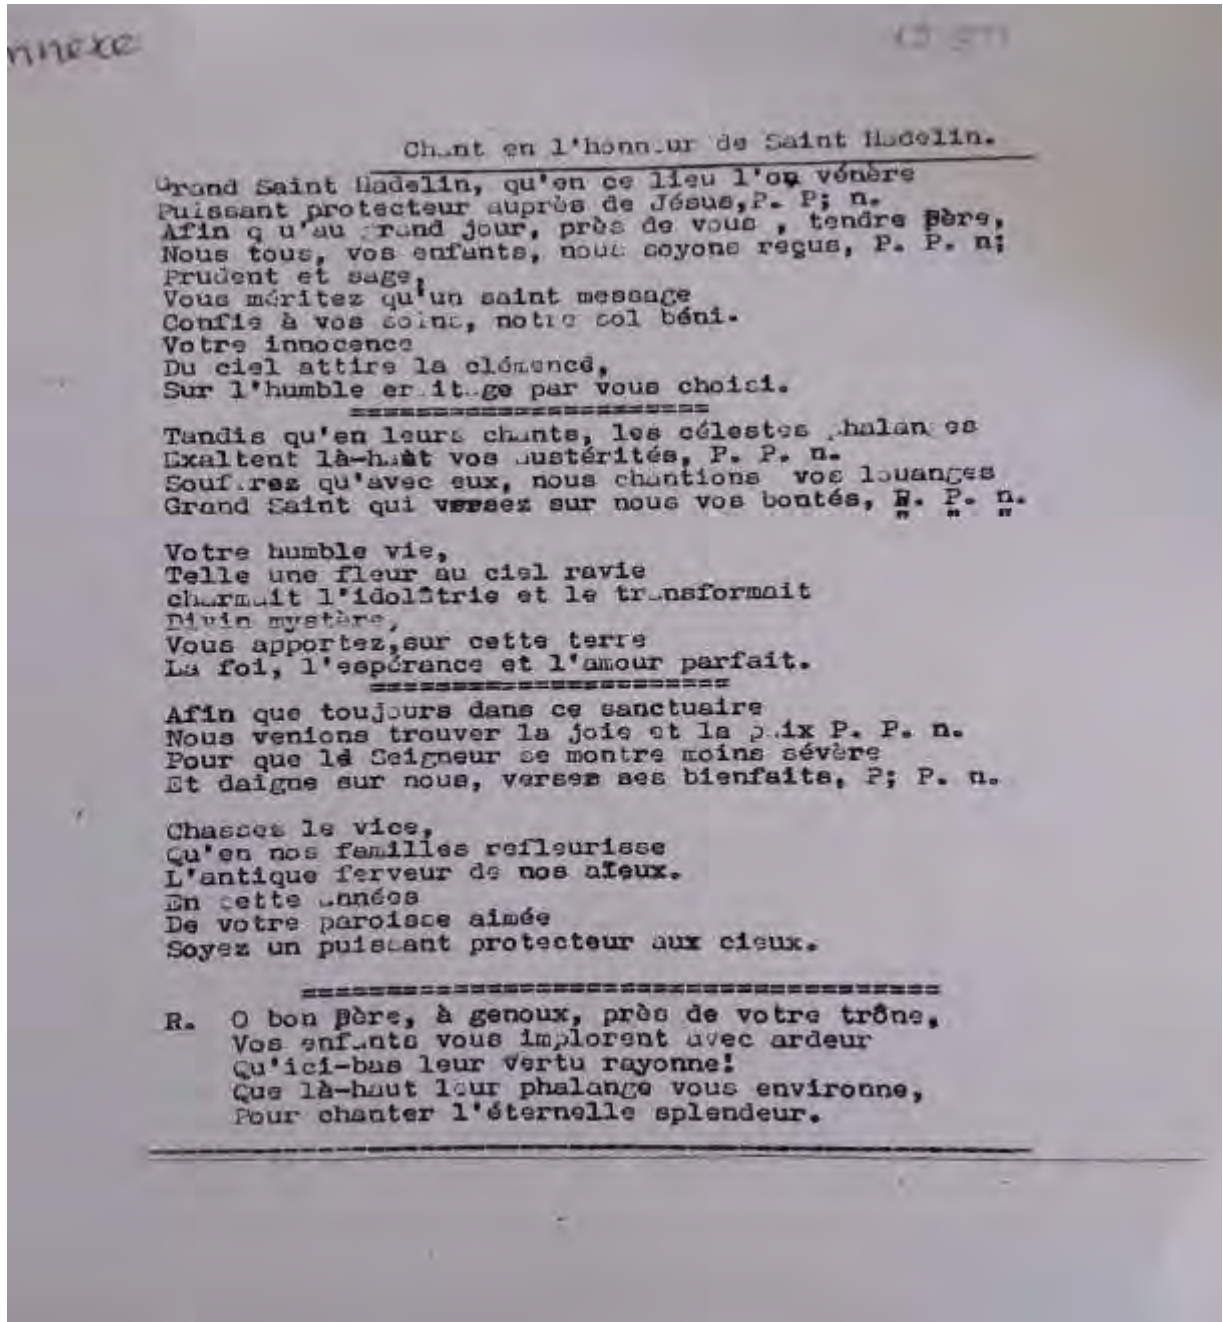 nnexe
Chant en l'honneur de Saint Hadelin.
Grand Saint Hadelin, qu'en ce lieu l'on vénère
Puissant protecteur auprès de Jésus,P. P; n.
Afin q u'au grand jour, près de vous , tendre Père,
Nous tous, vos enfants, nous soyons reçus, P. P. n;
Prudent et sage,
Vous méritez qu'un saint message
Confie à vos soins, notre sol béni.
Votre innocence
Du ciel attire la clémence,
Sur l'humble ermitage par vous choisi.
=====================
Tandis qu'en leurs chants, les célestes phalanges
Exaltent là-haut vos austérités, P. P. n.
Souffrez qu'avec eux, nous chantions vos louanges
Grand Saint qui versez sur nous vos bontés, P. P. n.
" " "
Votre humble vie,
Telle une fleur au ciel ravie
charmait l'idolâtrie et le transformait
Divin mystère,
Vous apportez,sur cette terre
La foi, l'espérance et l'amour parfait.
=====================
Afin que toujours dans ce sanctuaire
Nous venions trouver la joie et la paix P. P. n.
Pour que le Seigneur se montre moins sévère
Et daigne sur nous, verser ses bienfaits, P; P. n.
Chasses le vice,
Qu'en nos familles refleurisse
L'antique ferveur de nos aïeux.
En cette années
De votre paroisse aimée
Soyez un puissant protecteur aux cieux.
======================================
R. O bon Père, à genoux, près de votre trône,
Vos enfants vous implorent avec ardeur
Qu'ici-bas leur vertu rayonne!
Que là-haut leur phalange vous environne,
Pour chanter l'éternelle splendeur.